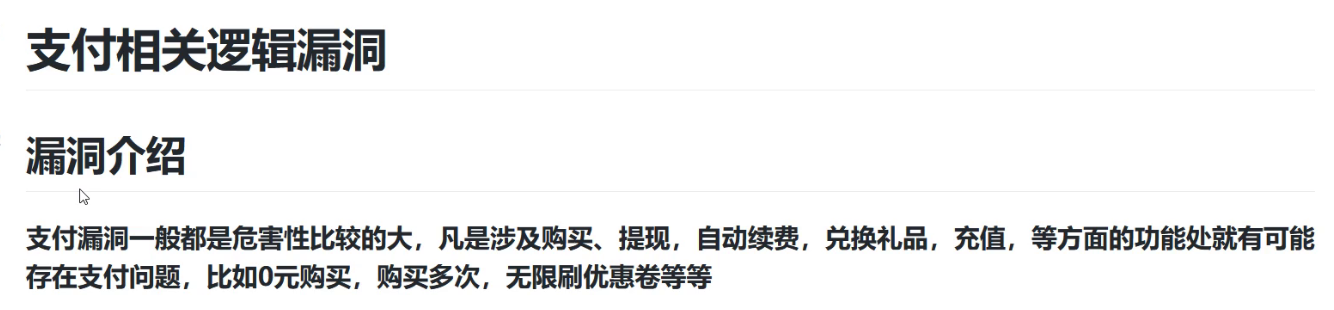 支付相关逻辑漏洞
漏洞介绍
支付漏洞一般都是危害性比较的大，凡是涉及购买、提现，自动续费，兑换礼品，充值，等方面的功能处就有可能
存在支付问题，比如0元购买，购买多次，无限刷优惠卷等等